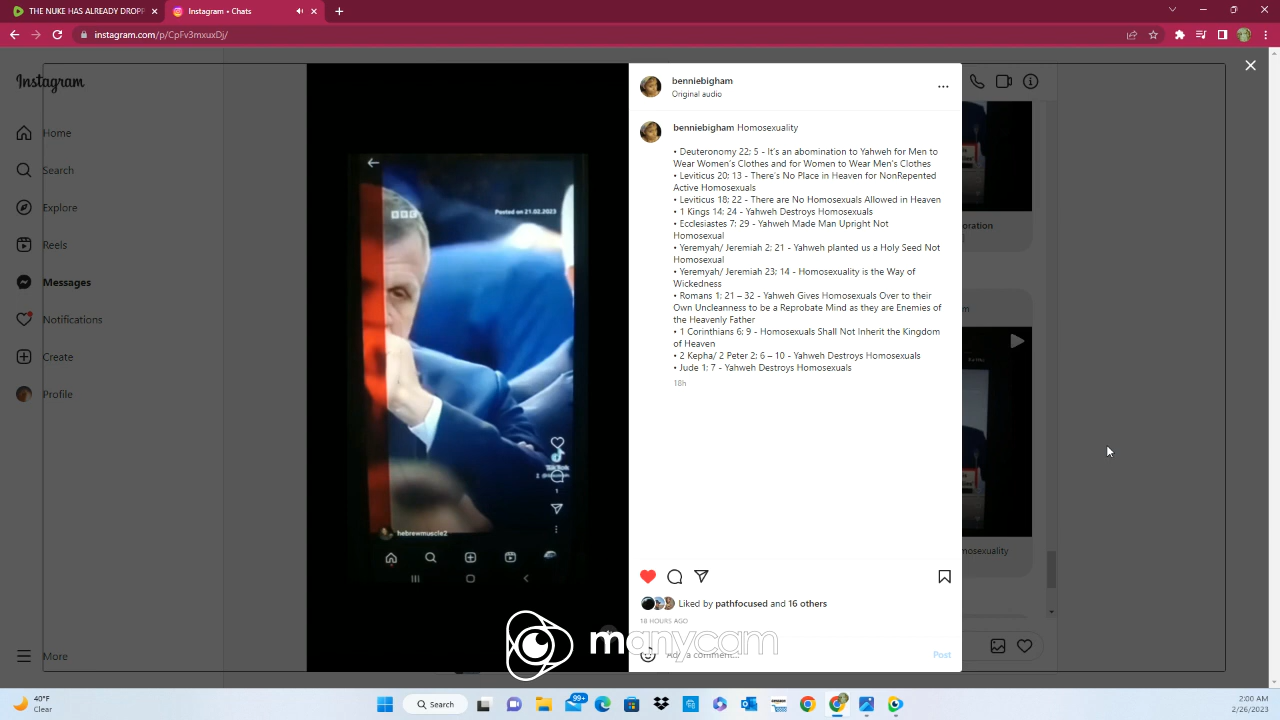 THE NUKE HAS ALREADY DROPP
Instagram • Chats
instagram.com/p/CpFv3mxuxDj/
Instagram
Home
Search
Explore
Reels
Messages
Notifications
Create
Profile
More
BBC
Posted on 21.02.2023
TikTok
1
hebrewmuscle2
benniebigham
Original audio
benniebigham Homosexuality
• Deuteronomy 22; 5 - It's an abomination to Yahweh for Men to
Wear Women's Clothes and for Women to Wear Men's Clothes
• Leviticus 20; 13 - There's No Place in Heaven for NonRepented
Active Homosexuals
• Leviticus 18; 22 - There are No Homosexuals Allowed in Heaven
• 1 Kings 14; 24 - Yahweh Destroys Homosexuals
• Ecclesiastes 7; 29 - Yahweh Made Man Upright Not
Homosexual
• Yeremyah/ Jeremiah 2; 21 - Yahweh planted us a Holy Seed Not
Homosexual
• Yeremyah/ Jeremiah 23; 14 - Homosexuality is the Way of
Wickedness
• Romans 1; 21 – 32 - Yahweh Gives Homosexuals Over to their
Own Uncleanness to be a Reprobate Mind as they are Enemies of
the Heavenly Father
• 1 Corinthians 6; 9 - Homosexuals Shall Not Inherit the Kingdom
of Heaven
• 2 Kepha/ 2 Peter 2; 6 – 10 - Yahweh Destroys Homosexuals
• Jude 1; 7 - Yahweh Destroys Homosexuals
18h
Liked by pathfocused and 16 others
18 HOURS AGO
Add a comment...
Post
manycam
oration
m
mosexuality
40°F
Clear
Search
99+
2:00 AM
2/26/2023